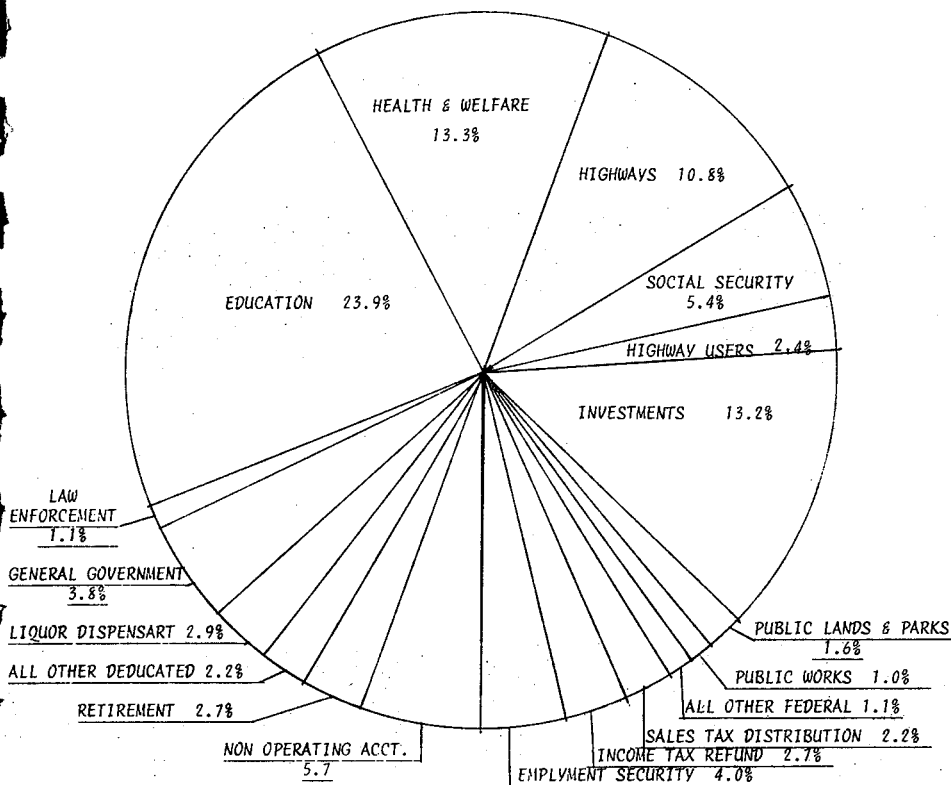 HEALTH & WELFARE
13.3%
HIGHWAYS 10.8%
SOCIAL SECURITY
5.4%
EDUCATION 23.9%
HIGHWAY USERS 2.4%
INVESTMENTS 13.2%
LAW
ENFORCEMENT
1.1%
GENERAL GOVERNMENT
3.8%
LIQUOR DISPENSART 2.9%
ALL OTHER DEDUCATED 2.2%
RETIREMENT 2.7%
NON OPERATING ACCT.
5.7
PUBLIC LANDS & PARKS
1.6%
PUBLIC WORKS 1.0%
ALL OTHER FEDERAL 1.1%
SALES TAX DISTRIBUTION 2.2%
INCOME TAX REFUND 2.7%
EMPLYMENT SECURITY 4.0%